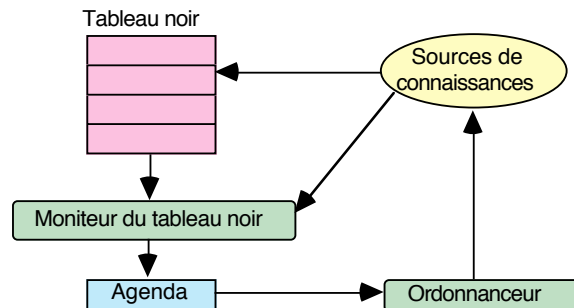 Tableau noir
Sources de
connaissances
Moniteur du tableau noir
Agenda
Ordonnanceur